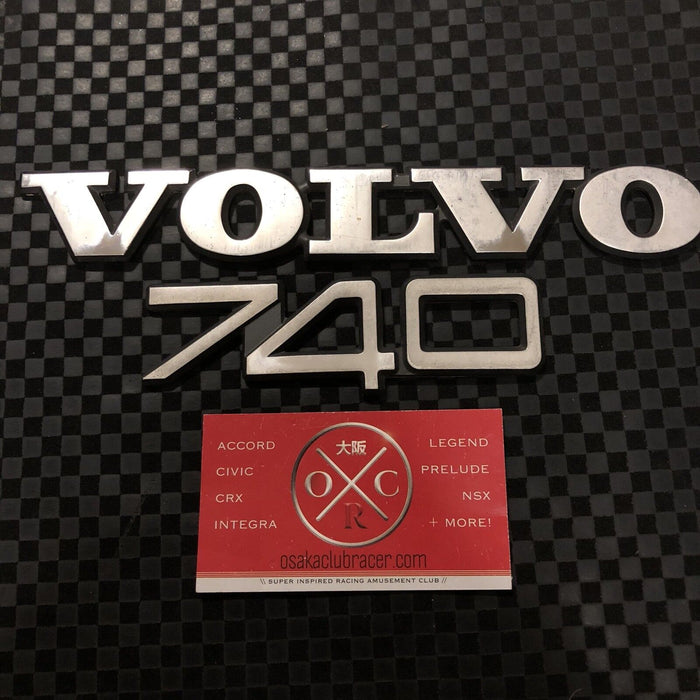 VOLVO
740
ACCORD
CIVIC
CRX
INTEGRA
大阪
O C
R
LEGEND
PRELUDE
NSX
+ MORE!
osakaclubracer.com
\\ SUPER INSPIRED RACING AMUSEMENT CLUB //